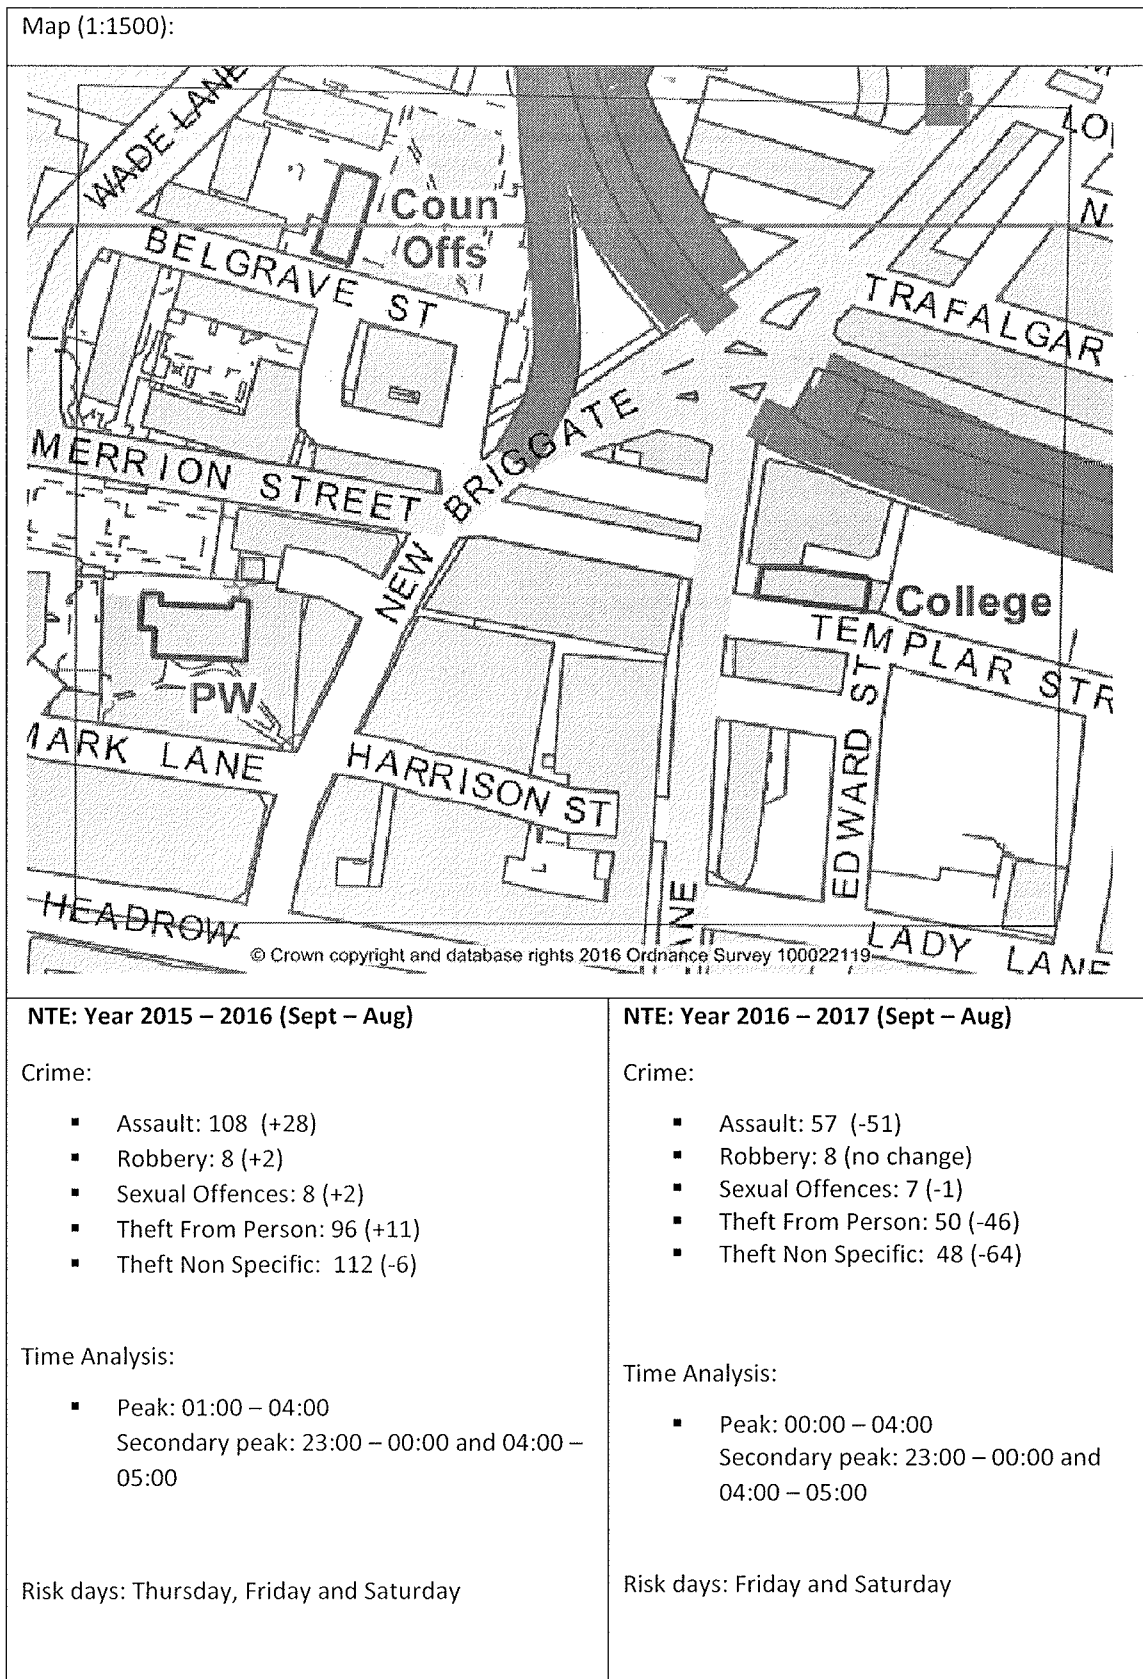 Map (1:1500):
WADE LANE
LO
N
Coun
Offs
BELGRAVE ST
TRAFALGAR
MERRION STREET
NEW BRIGGATE
College
TEMPLAR STR
PW
MARK LANE
HARRISON ST
EDWARD ST
HEADROW
ANE
LADY LANE
© Crown copyright and database rights 2016 Ordnance Survey 100022119
NTE: Year 2015 – 2016 (Sept – Aug)
Crime:
▪ Assault: 108 (+28)
▪ Robbery: 8 (+2)
▪ Sexual Offences: 8 (+2)
▪ Theft From Person: 96 (+11)
▪ Theft Non Specific: 112 (-6)
Time Analysis:
▪ Peak: 01:00 – 04:00
Secondary peak: 23:00 – 00:00 and 04:00 –
05:00
Risk days: Thursday, Friday and Saturday
NTE: Year 2016 – 2017 (Sept – Aug)
Crime:
▪ Assault: 57 (-51)
▪ Robbery: 8 (no change)
▪ Sexual Offences: 7 (-1)
▪ Theft From Person: 50 (-46)
▪ Theft Non Specific: 48 (-64)
Time Analysis:
▪ Peak: 00:00 – 04:00
Secondary peak: 23:00 – 00:00 and
04:00 – 05:00
Risk days: Friday and Saturday